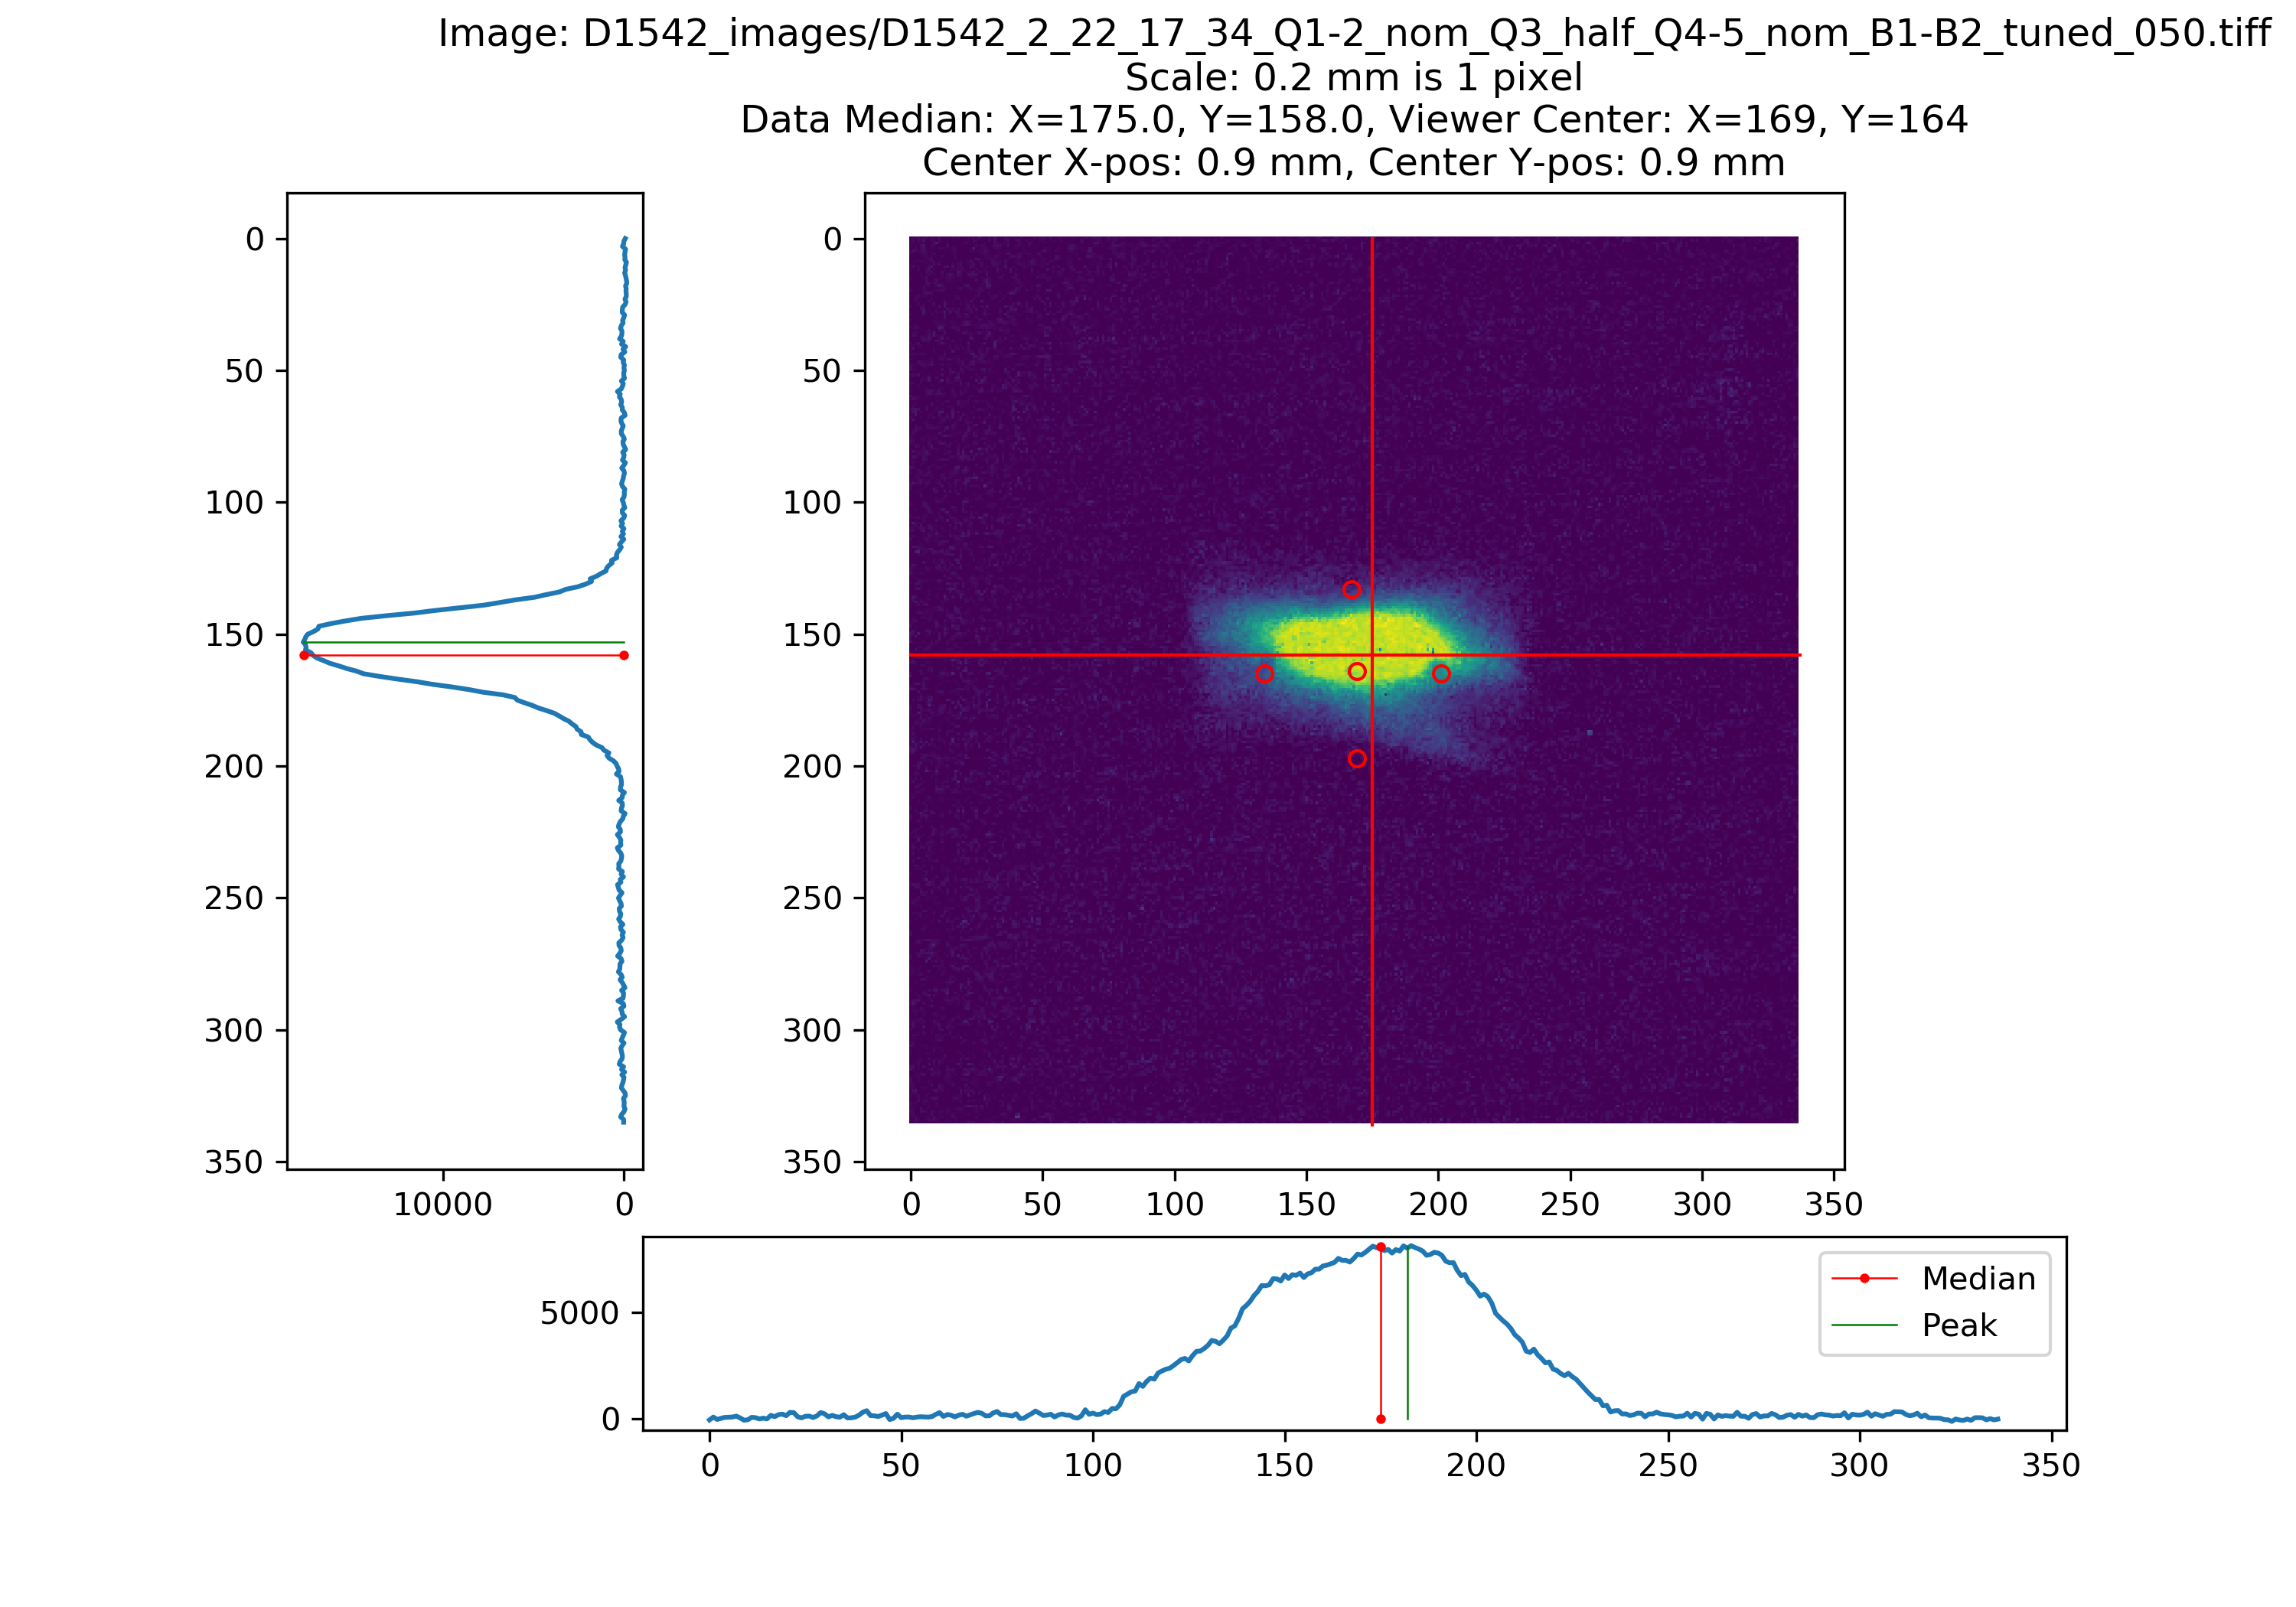 Image: D1542_images/D1542_2_22_17_34_Q1-2_nom_Q3_half_Q4-5_nom_B1-B2_tuned_050.tiff
Scale: 0.2 mm is 1 pixel
Data Median: X=175.0, Y=158.0, Viewer Center: X=169, Y=164
Center X-pos: 0.9 mm, Center Y-pos: 0.9 mm
0
50
100
150
200
250
300
350
10000 0
0
50
100
150
200
250
300
350
0 50 100 150 200 250 300 350
5000
0
0 50 100 150 200 250 300 350
Median
Peak